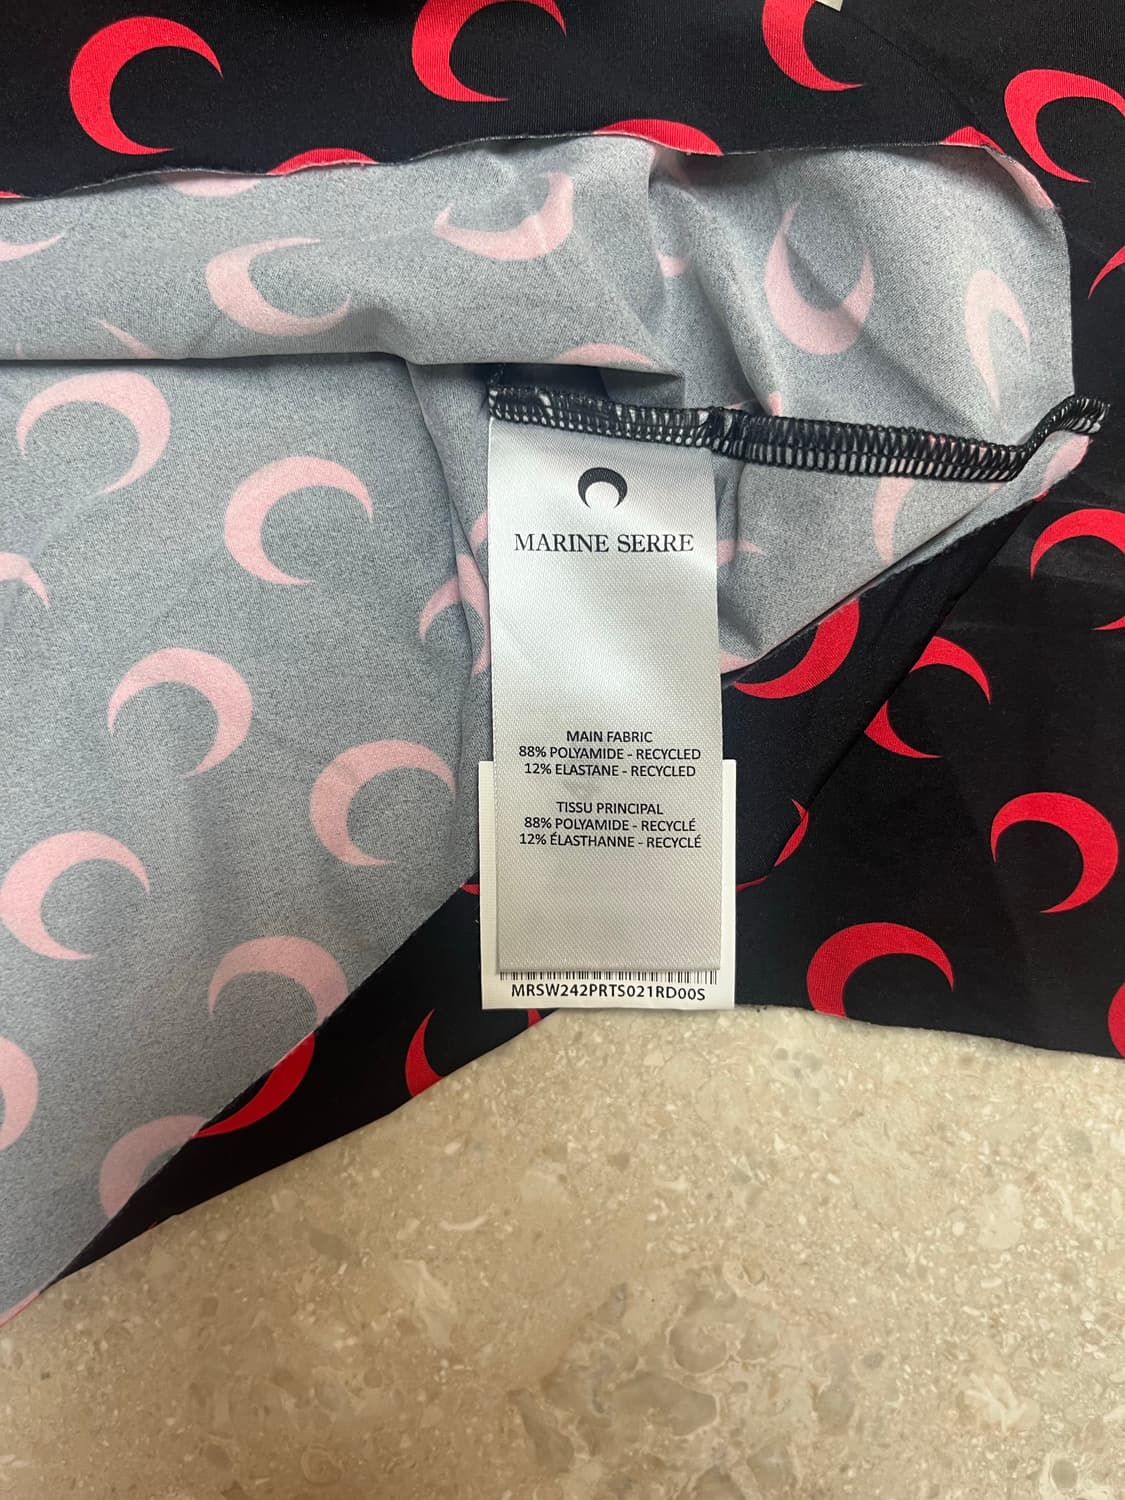 MARINE SERRE
MAIN FABRIC
88% POLYAMIDE - RECYCLED
12% ELASTANE - RECYCLED
TISSU PRINCIPAL
88% POLYAMIDE - RECYCLÉ
12% ÉLASTHANNE - RECYCLÉ
MRSW242PRTS021RD00S